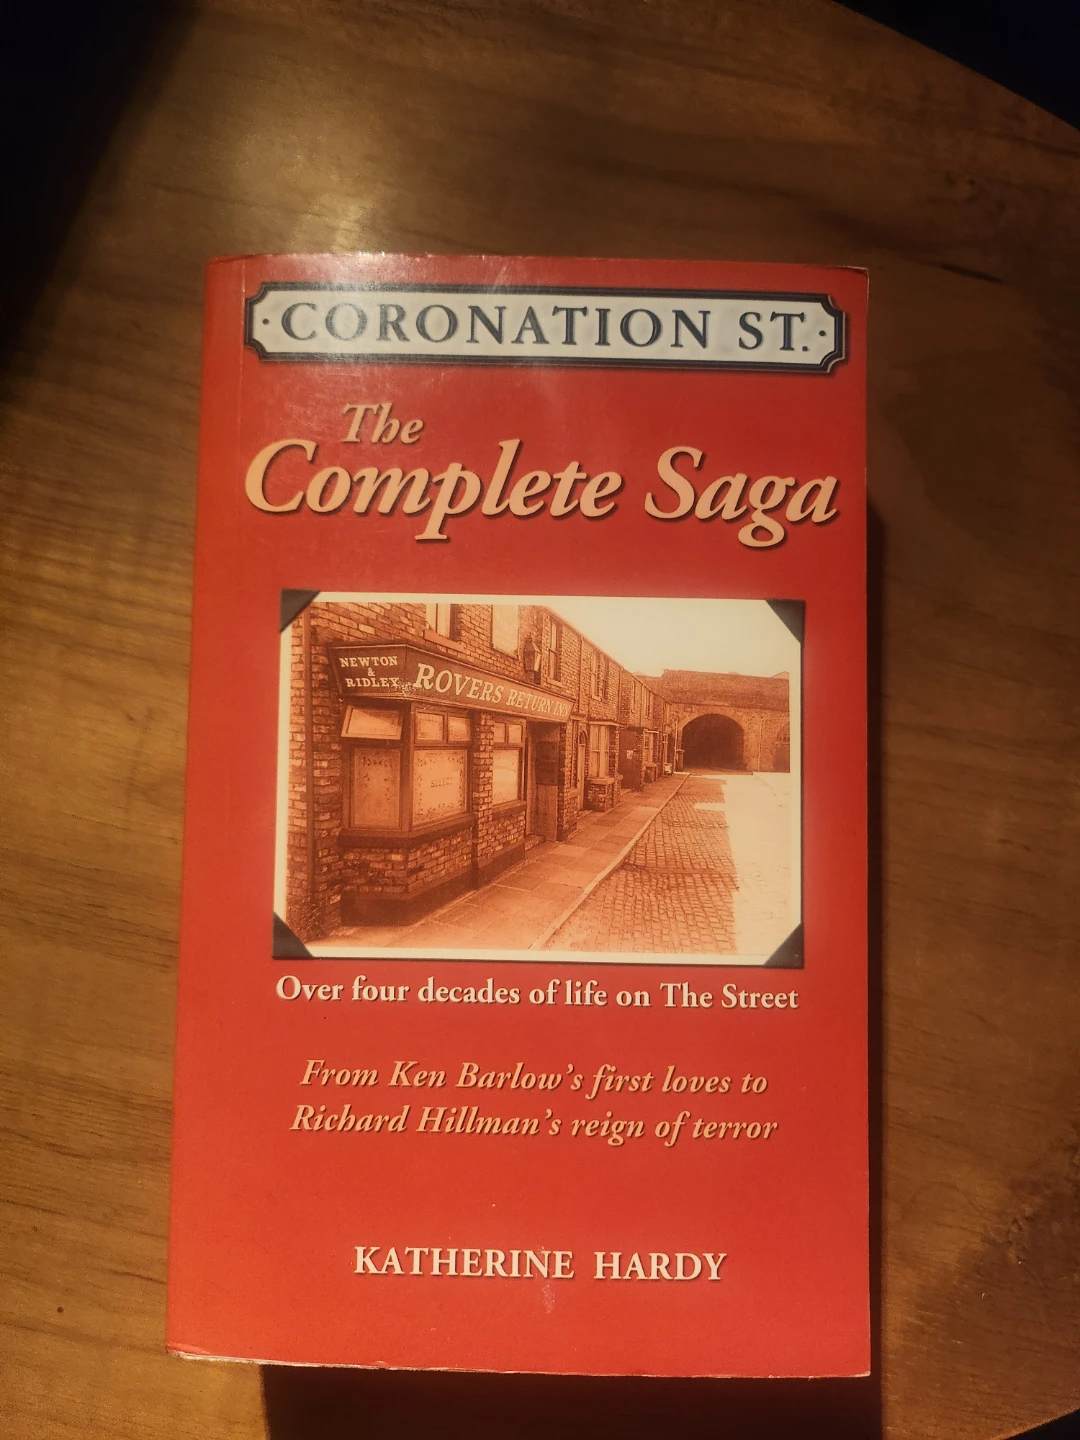 · CORONATION ST. ·
The
Complete Saga
NEWTON
&
RIDLEY
ROVERS RETURN INN
Over four decades of life on The Street
From Ken Barlow's first loves to
Richard Hillman's reign of terror
KATHERINE HARDY